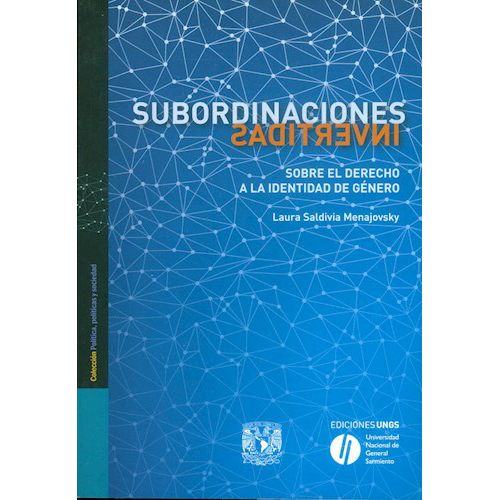 SUBORDINACIONES
INVERTIDAS
SOBRE EL DERECHO
A LA IDENTIDAD DE GÉNERO
Laura Saldivia Menajovsky
Colección Política, políticas y sociedad
EDICIONES UNGS
Universidad
Nacional de
General
Sarmiento